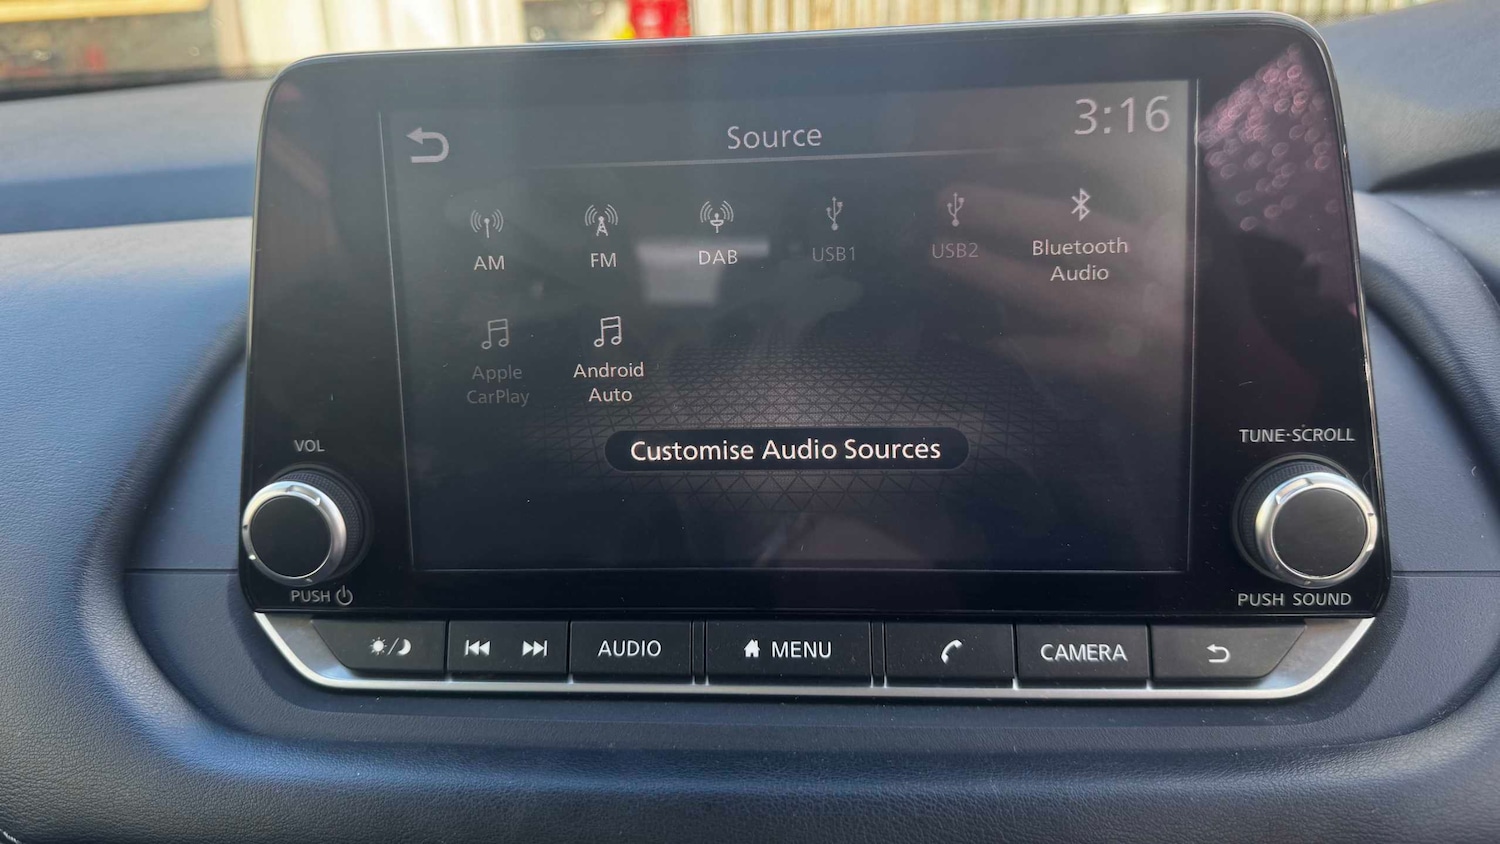 Source
3:16
AM
FM
DAB
USB1
USB2
Bluetooth
Audio
Apple
CarPlay
Android
Auto
Customise Audio Sources
VOL
PUSH
TUNE·SCROLL
PUSH SOUND
AUDIO
MENU
CAMERA